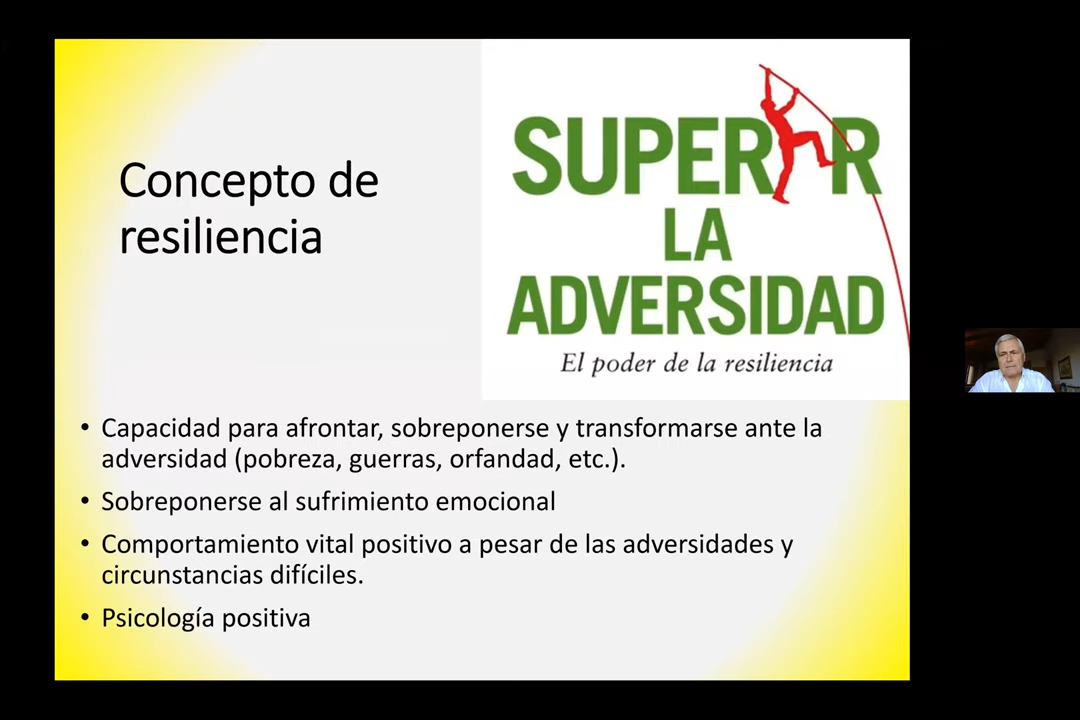 Concepto de
resiliencia
SUPERAR
LA
ADVERSIDAD
El poder de la resiliencia
• Capacidad para afrontar, sobreponerse y transformarse ante la
adversidad (pobreza, guerras, orfandad, etc.).
• Sobreponerse al sufrimiento emocional
• Comportamiento vital positivo a pesar de las adversidades y
circunstancias difíciles.
• Psicología positiva